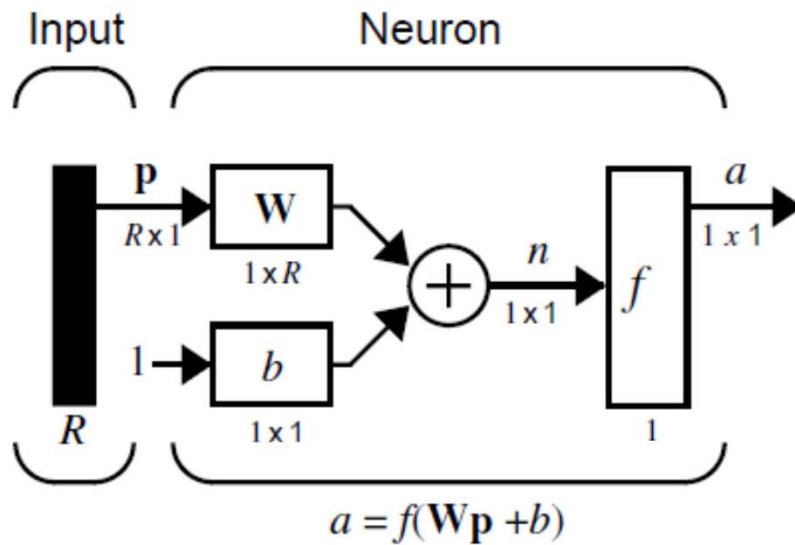 Input Neuron
p a
W
R x 1 1 x 1
1 x R n
+ f
1 x 1
1 b
R 1 x 1 1
a = f(Wp +b)